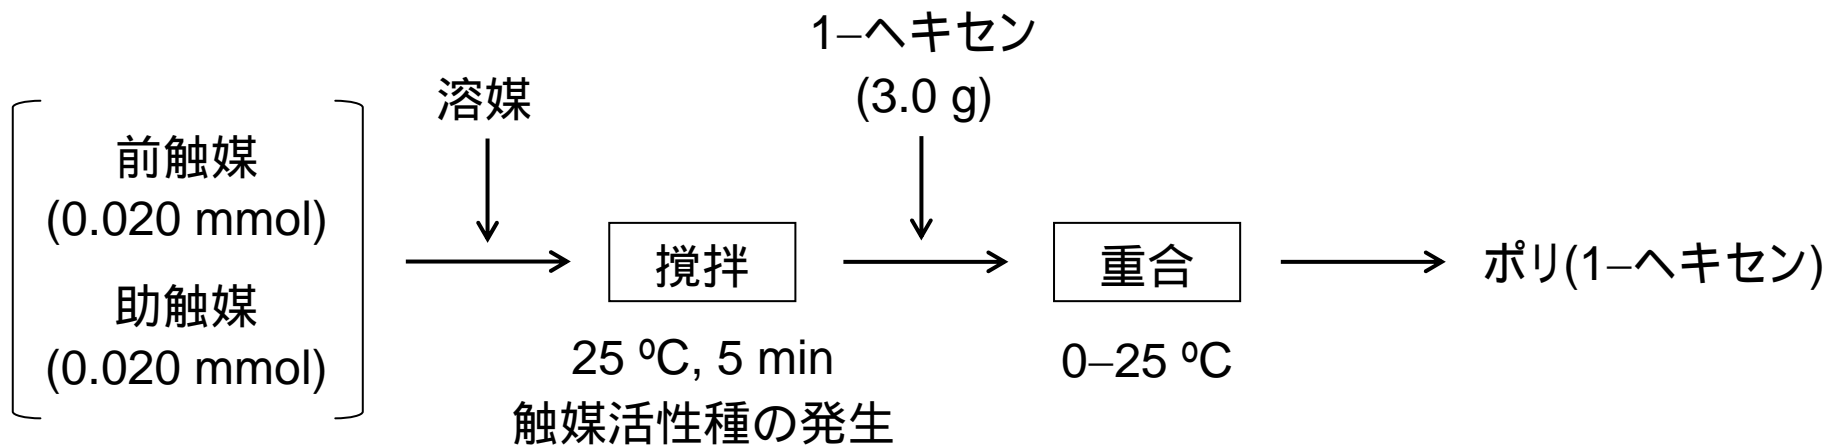 前触媒
(0.020 mmol)
助触媒
(0.020 mmol)
溶媒
撹拌
25 ºC, 5 min
触媒活性種の発生
1–ヘキセン
(3.0 g)
重合
0–25 ºC
ポリ(1–ヘキセン)